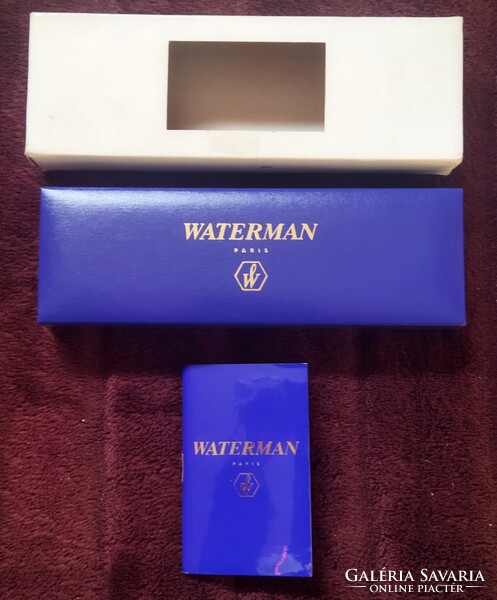 WATERMAN
PARIS
W
WATERMAN
PARIS
W
GALÉRIA SAVARIA
ONLINE PIACTÉR